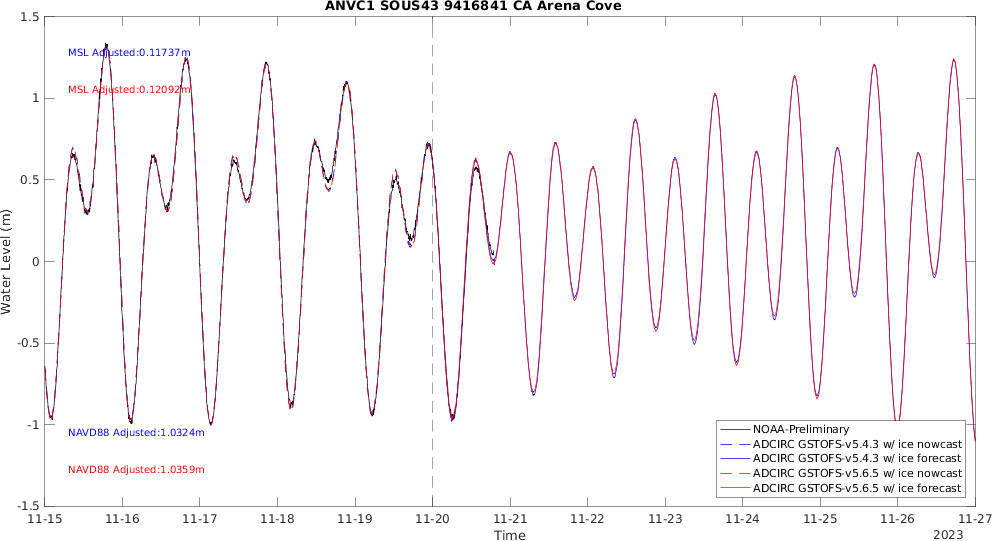 ANVC1 SOUS43 9416841 CA Arena Cove
1.5
1
0.5
0
-0.5
-1
-1.5
Water Level (m)
MSL Adjusted:0.11737m
MSL Adjusted:0.12092m
NAVD88 Adjusted:1.0324m
NAVD88 Adjusted:1.0359m
NOAA-Preliminary
ADCIRC GSTOFS-v5.4.3 w/ ice nowcast
ADCIRC GSTOFS-v5.4.3 w/ ice forecast
ADCIRC GSTOFS-v5.6.5 w/ ice nowcast
ADCIRC GSTOFS-v5.6.5 w/ ice forecast
11-15 11-16 11-17 11-18 11-19 11-20 11-21 11-22 11-23 11-24 11-25 11-26 11-27
Time
2023